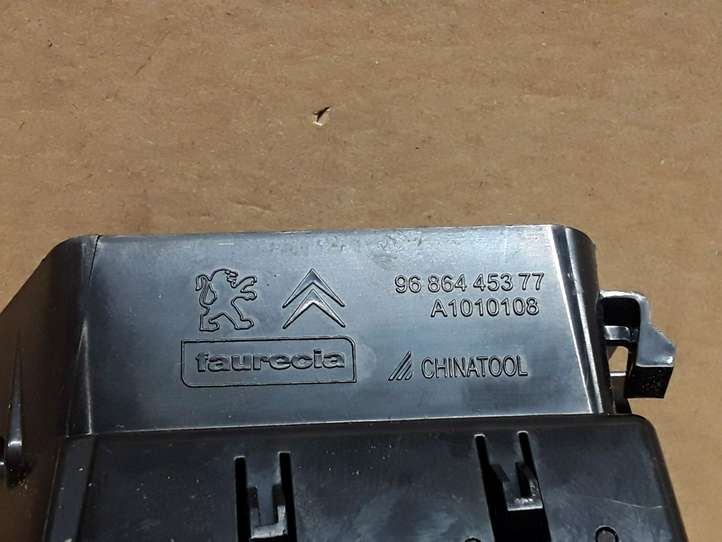 96 864 453 77
A1010108
faurecia
CHINATOOL